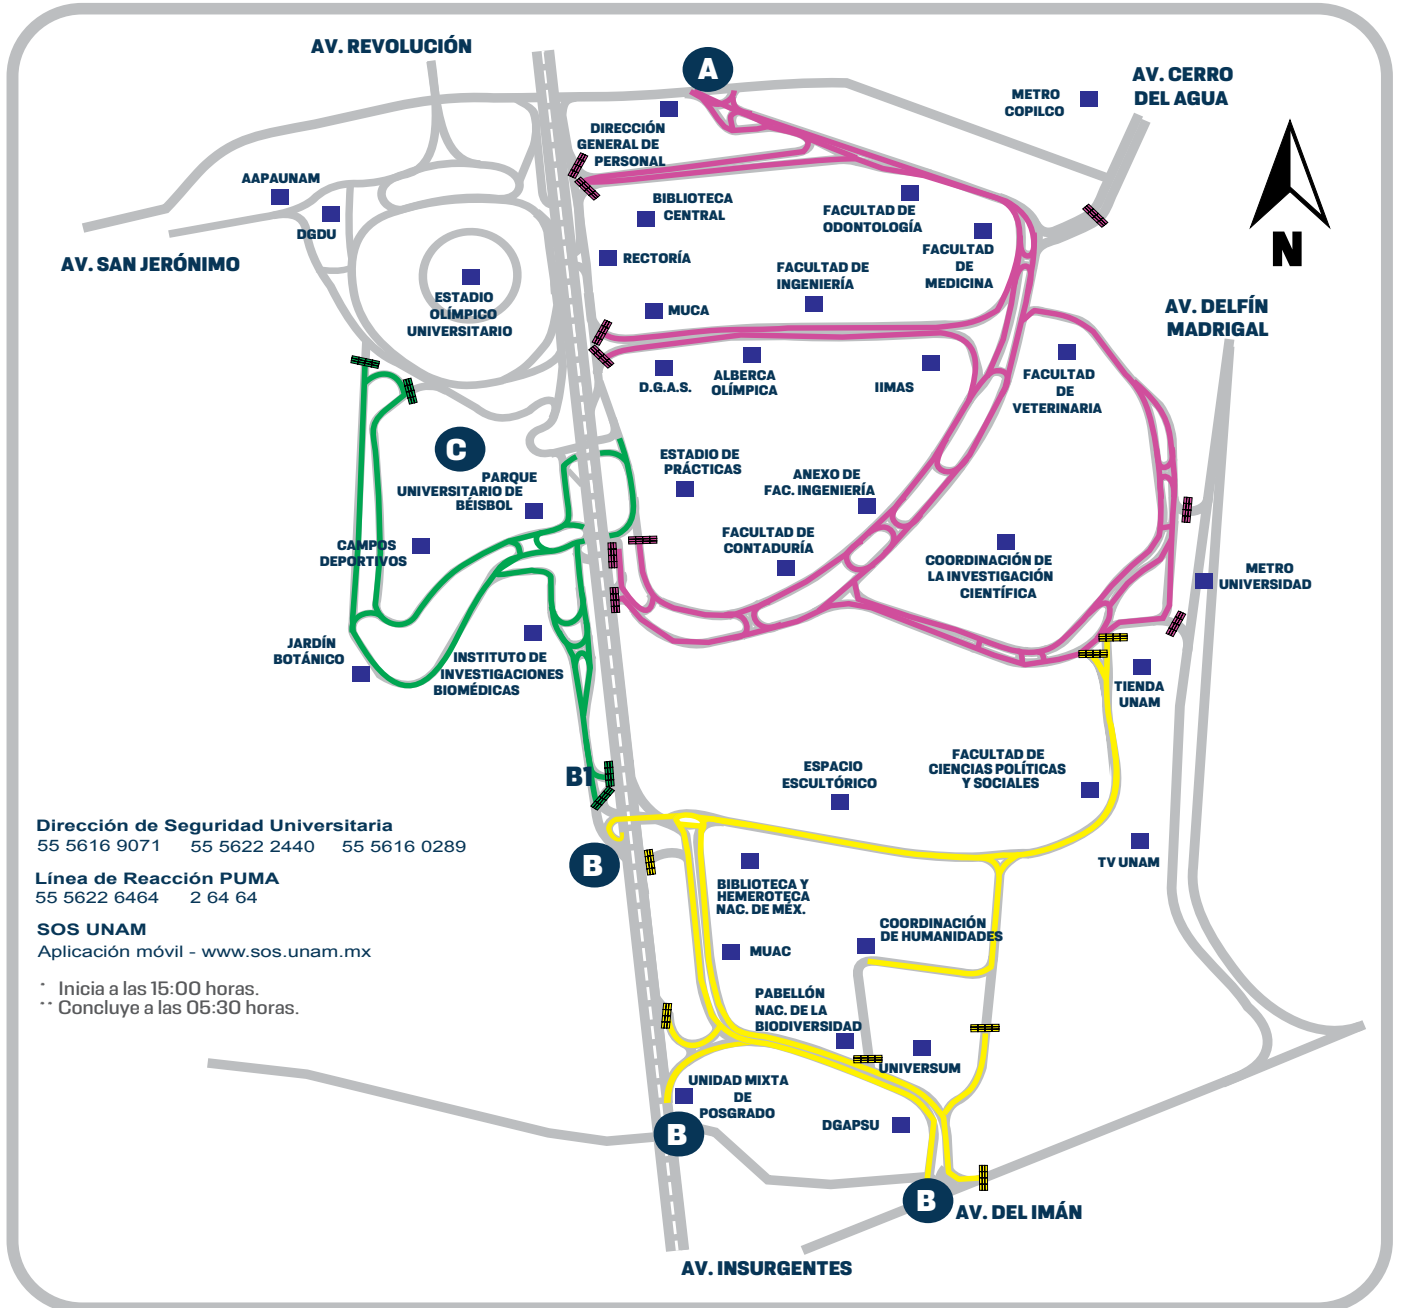 AV. REVOLUCIÓN
A
AV. CERRO
DEL AGUA
METRO
COPILCO
DIRECCIÓN
GENERAL DE
PERSONAL
AAPAUNAM
DGDU
BIBLIOTECA
CENTRAL
FACULTAD DE
ODONTOLOGÍA
FACULTAD
DE
MEDICINA
N
AV. SAN JERÓNIMO
RECTORÍA
FACULTAD DE
INGENIERÍA
ESTADIO
OLÍMPICO
UNIVERSITARIO
MUCA
AV. DELFÍN
MADRIGAL
D.G.A.S.
ALBERCA
OLÍMPICA
IIMAS
FACULTAD
DE
VETERINARIA
C
PARQUE
UNIVERSITARIO DE
BÉISBOL
ESTADIO DE
PRÁCTICAS
ANEXO DE
FAC. INGENIERÍA
CAMPOS
DEPORTIVOS
FACULTAD DE
CONTADURÍA
COORDINACIÓN DE
LA INVESTIGACIÓN
CIENTÍFICA
METRO
UNIVERSIDAD
JARDÍN
BOTÁNICO
INSTITUTO DE
INVESTIGACIONES
BIOMÉDICAS
TIENDA
UNAM
B1
ESPACIO
ESCULTÓRICO
FACULTAD DE
CIENCIAS POLÍTICAS
Y SOCIALES
TV UNAM
Dirección de Seguridad Universitaria
55 5616 9071 55 5622 2440 55 5616 0289
Línea de Reacción PUMA
55 5622 6464 2 64 64
SOS UNAM
Aplicación móvil - www.sos.unam.mx
* Inicia a las 15:00 horas.
** Concluye a las 05:30 horas.
B
BIBLIOTECA Y
HEMEROTECA
NAC. DE MÉX.
MUAC
COORDINACIÓN
DE HUMANIDADES
PABELLÓN
NAC. DE LA
BIODIVERSIDAD
UNIVERSUM
UNIDAD MIXTA
DE
POSGRADO
DGAPSU
B
B
AV. DEL IMÁN
AV. INSURGENTES